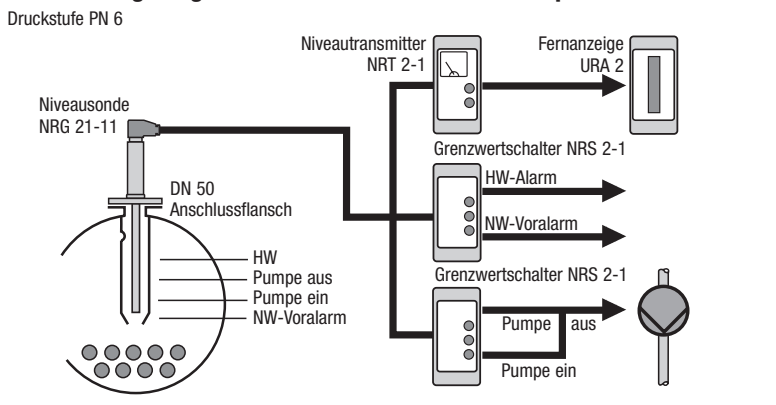 Druckstufe PN 6
Niveautransmitter
NRT 2-1
Fernanzeige
URA 2
Niveausonde
NRG 21-11
Grenzwertschalter NRS 2-1
HW-Alarm
NW-Voralarm
DN 50
Anschlussflansch
HW
Pumpe aus
Pumpe ein
NW-Voralarm
Grenzwertschalter NRS 2-1
Pumpe aus
Pumpe ein